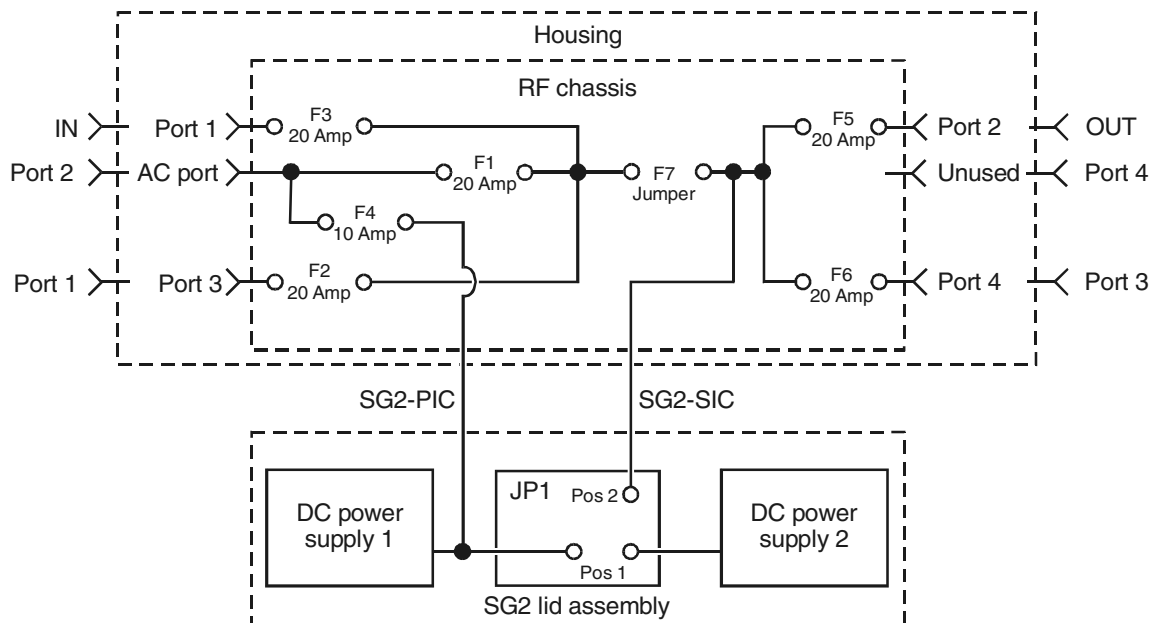 Housing
RF chassis
IN
Port 1
F3
20 Amp
F5
20 Amp
Port 2
OUT
Port 2
AC port
F1
20 Amp
F7
Jumper
Unused
Port 4
F4
10 Amp
Port 1
Port 3
F2
20 Amp
F6
20 Amp
Port 4
Port 3
SG2-PIC
SG2-SIC
DC power
supply 1
JP1
Pos 2
Pos 1
DC power
supply 2
SG2 lid assembly